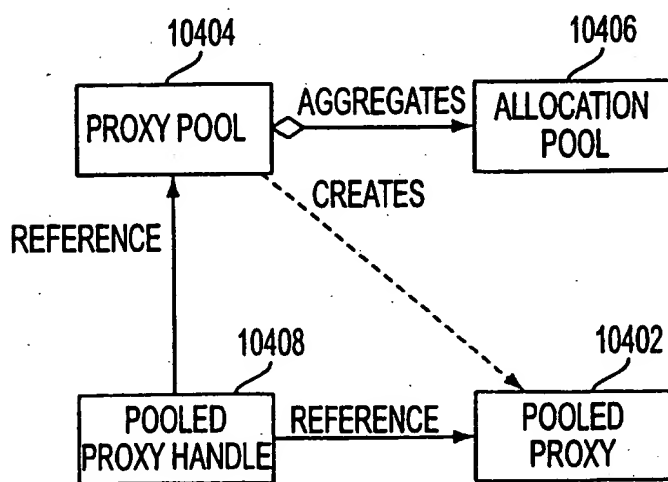 10404
10406
PROXY POOL
AGGREGATES
ALLOCATION
POOL
CREATES
REFERENCE
10408
10402
POOLED
PROXY HANDLE
REFERENCE
POOLED
PROXY